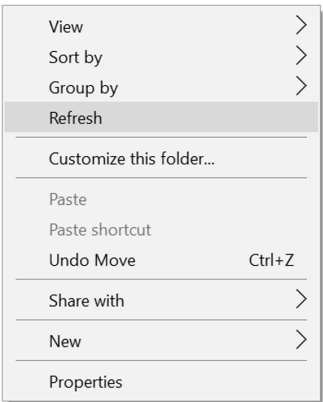 View
Sort by
Group by
Refresh
Customize this folder...
Paste
Paste shortcut
Undo Move Ctrl+Z
Share with
New
Properties